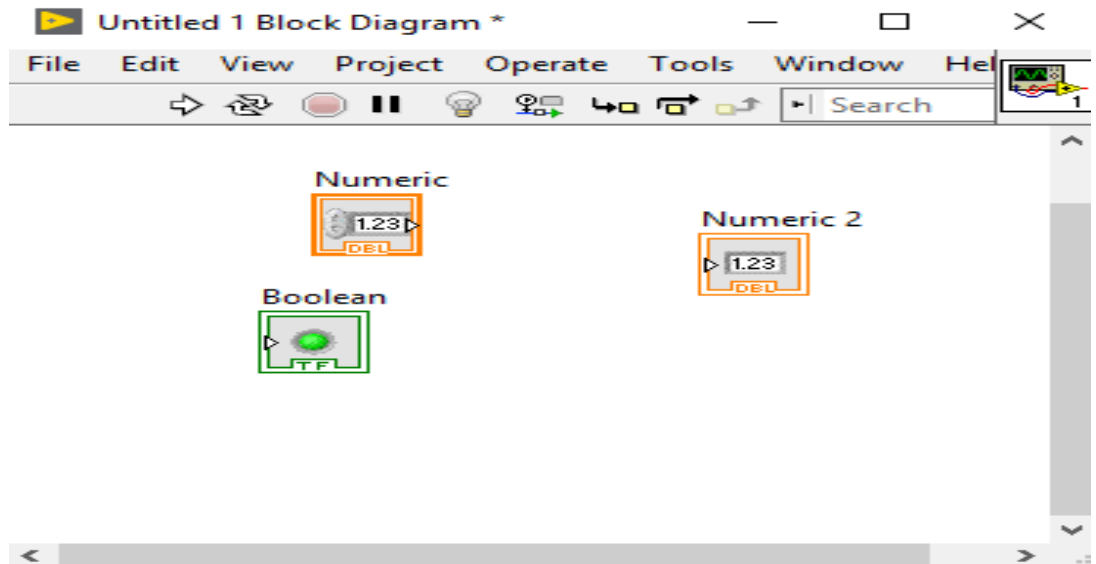 Untitled 1 Block Diagram *
File Edit View Project Operate Tools Window Hel
Search
1
Numeric
1.23
DBL
Numeric 2
1.23
DBL
Boolean
TF